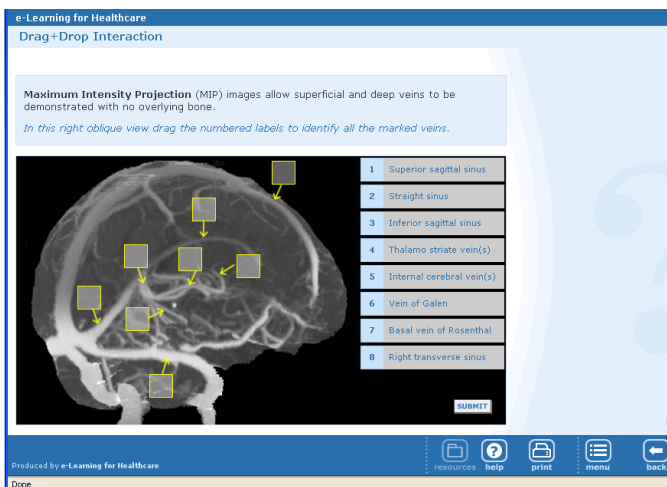 e-Learning for Healthcare
Drag+Drop Interaction
Maximum Intensity Projection (MIP) images allow superficial and deep veins to be
demonstrated with no overlying bone.
In this right oblique view drag the numbered labels to identify all the marked veins.
1 Superior sagittal sinus
2 Straight sinus
3 Inferior sagittal sinus
4 Thalamo striate vein(s)
5 Internal cerebral vein(s)
6 Vein of Galen
7 Basal vein of Rosenthal
8 Right transverse sinus
SUBMIT
Produced by e-Learning for Healthcare
resources help print menu back
Done